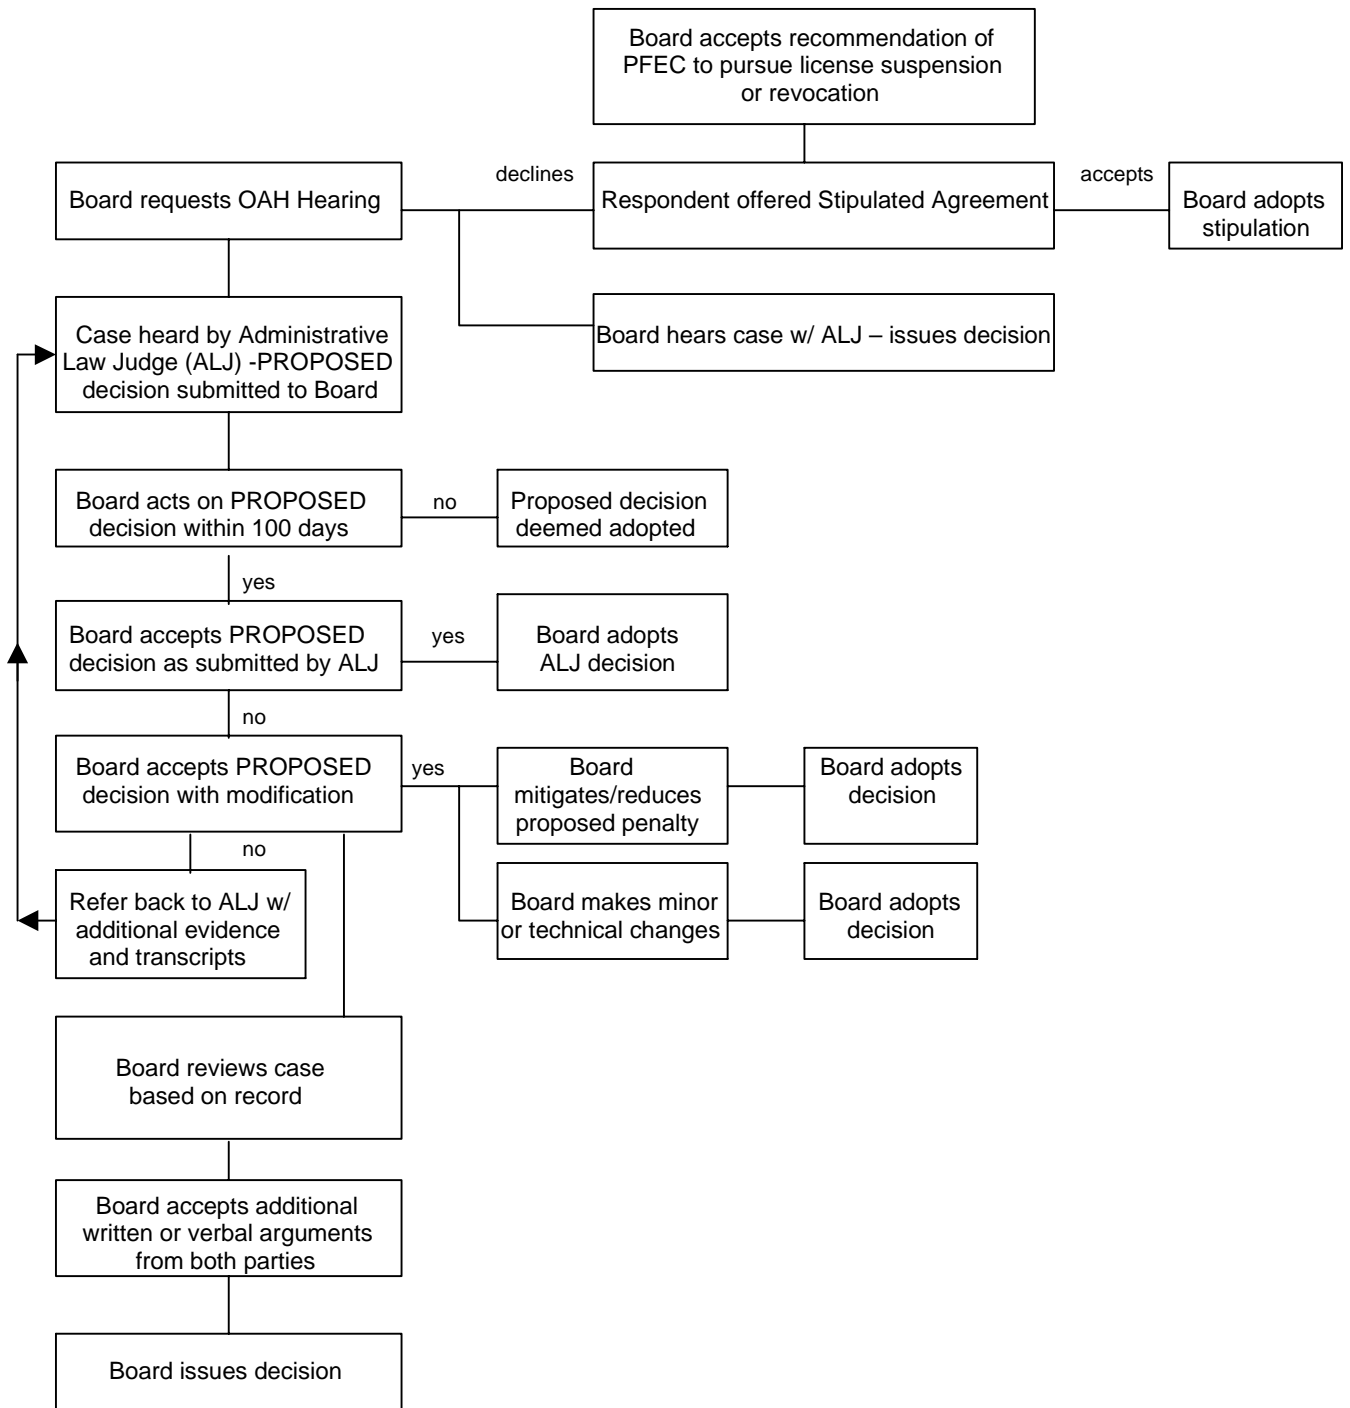 Board accepts recommendation of
PFEC to pursue license suspension
or revocation
declines
accepts
Board requests OAH Hearing
Respondent offered Stipulated Agreement
Board adopts
stipulation
Case heard by Administrative
Law Judge (ALJ) -PROPOSED
decision submitted to Board
Board hears case w/ ALJ – issues decision
Board acts on PROPOSED
decision within 100 days
no
Proposed decision
deemed adopted
yes
Board accepts PROPOSED
decision as submitted by ALJ
yes
Board adopts
ALJ decision
no
Board accepts PROPOSED
decision with modification
yes
Board
mitigates/reduces
proposed penalty
Board adopts
decision
no
Refer back to ALJ w/
additional evidence
and transcripts
Board makes minor
or technical changes
Board adopts
decision
Board reviews case
based on record
Board accepts additional
written or verbal arguments
from both parties
Board issues decision